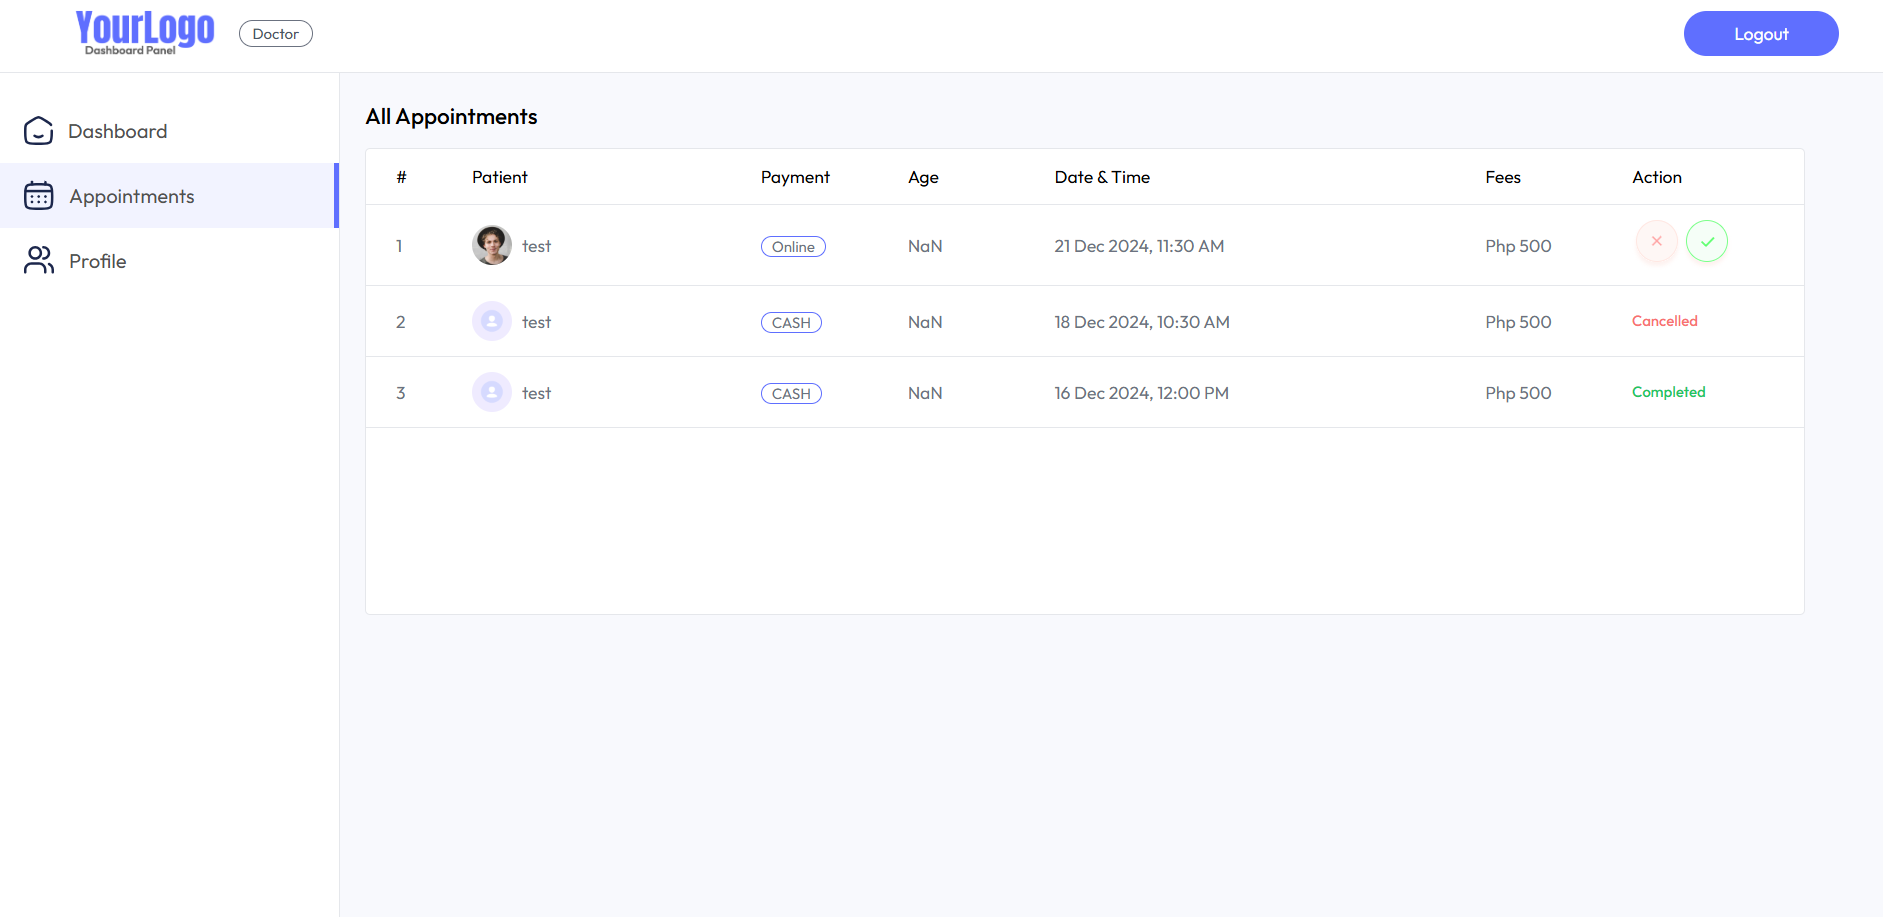 YourLogo
Dashboard Panel
Doctor
Logout
Dashboard
Appointments
Profile
All Appointments
# Patient Payment Age Date & Time Fees Action
1 test Online NaN 21 Dec 2024, 11:30 AM Php 500
2 test CASH NaN 18 Dec 2024, 10:30 AM Php 500 Cancelled
3 test CASH NaN 16 Dec 2024, 12:00 PM Php 500 Completed